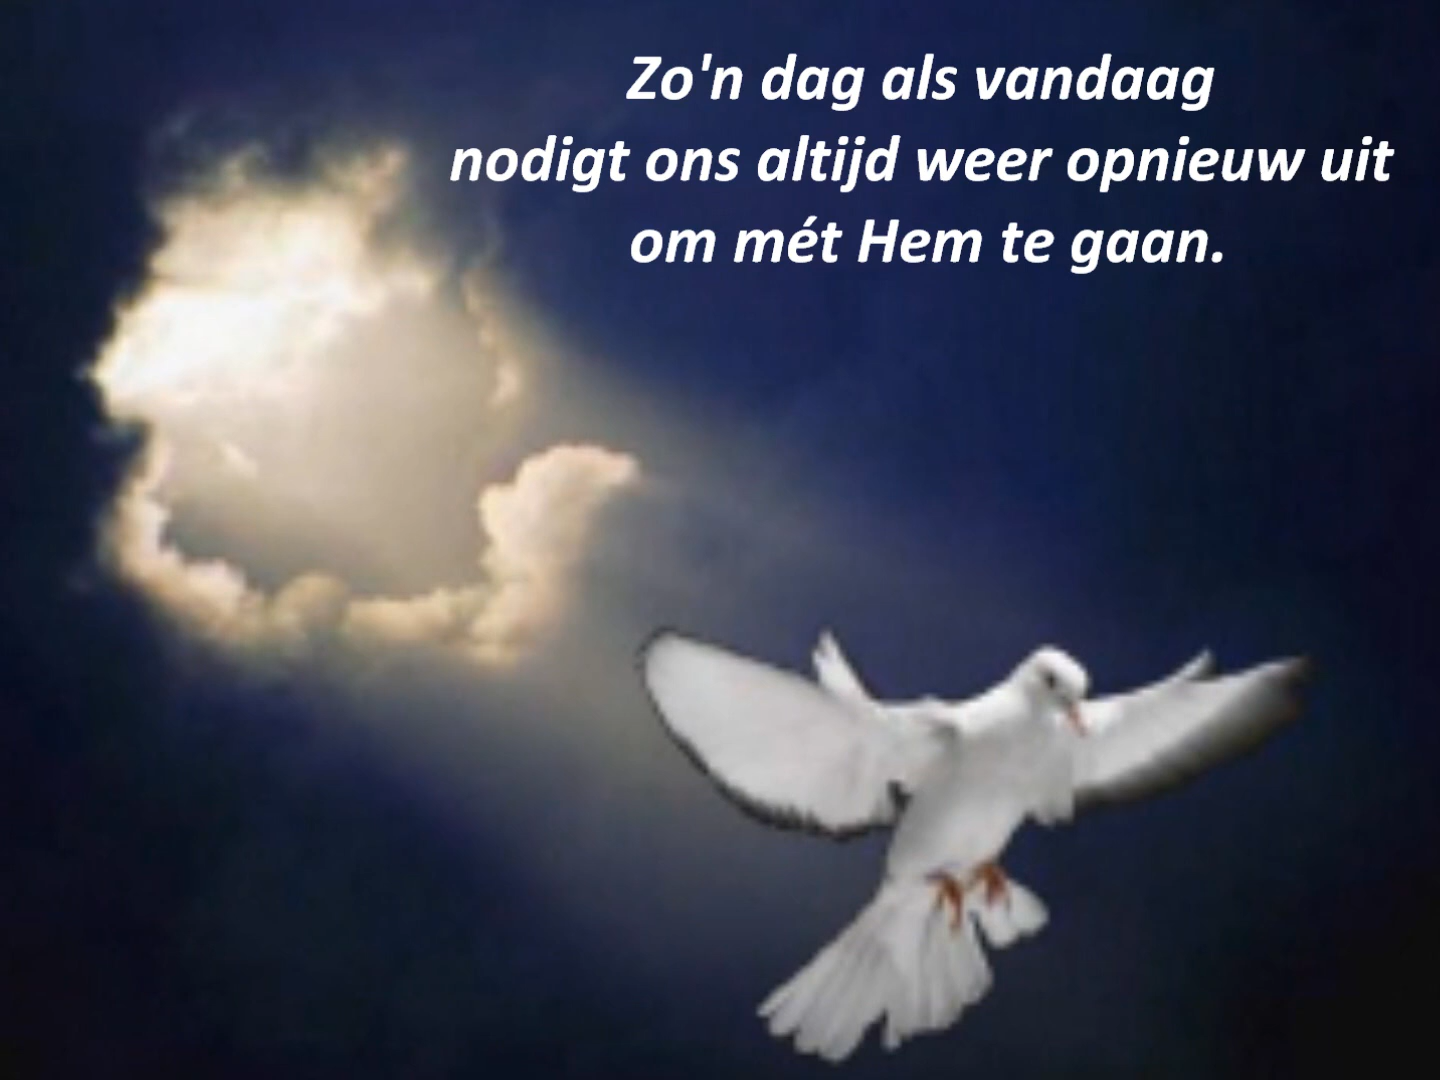 Zo'n dag als vandaag
nodigt ons altijd weer opnieuw uit
om mét Hem te gaan.